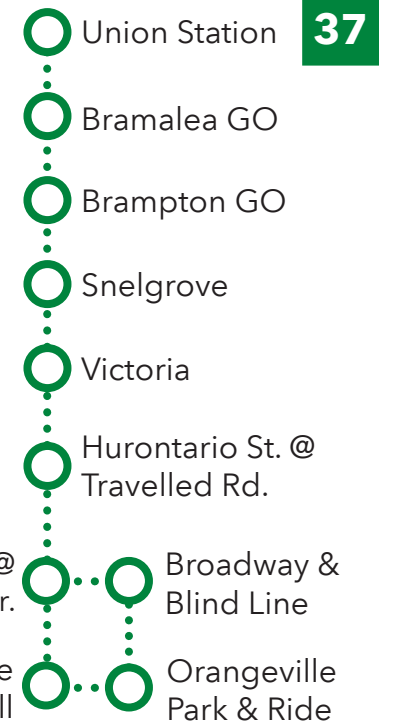 Union Station
37
Bramalea GO
Brampton GO
Snelgrove
Victoria
Hurontario St. @
Travelled Rd.
@
Broadway &
Blind Line
Orangeville
Park & Ride